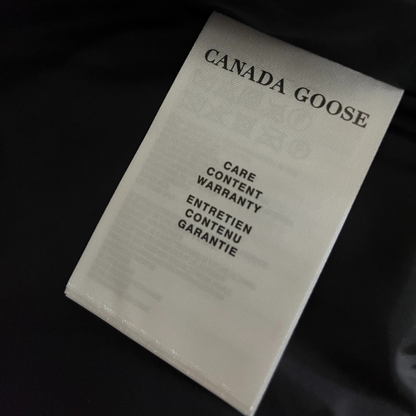 CANADA GOOSE
CARE
CONTENT
WARRANTY
ENTRETIEN
CONTENU
GARANTIE